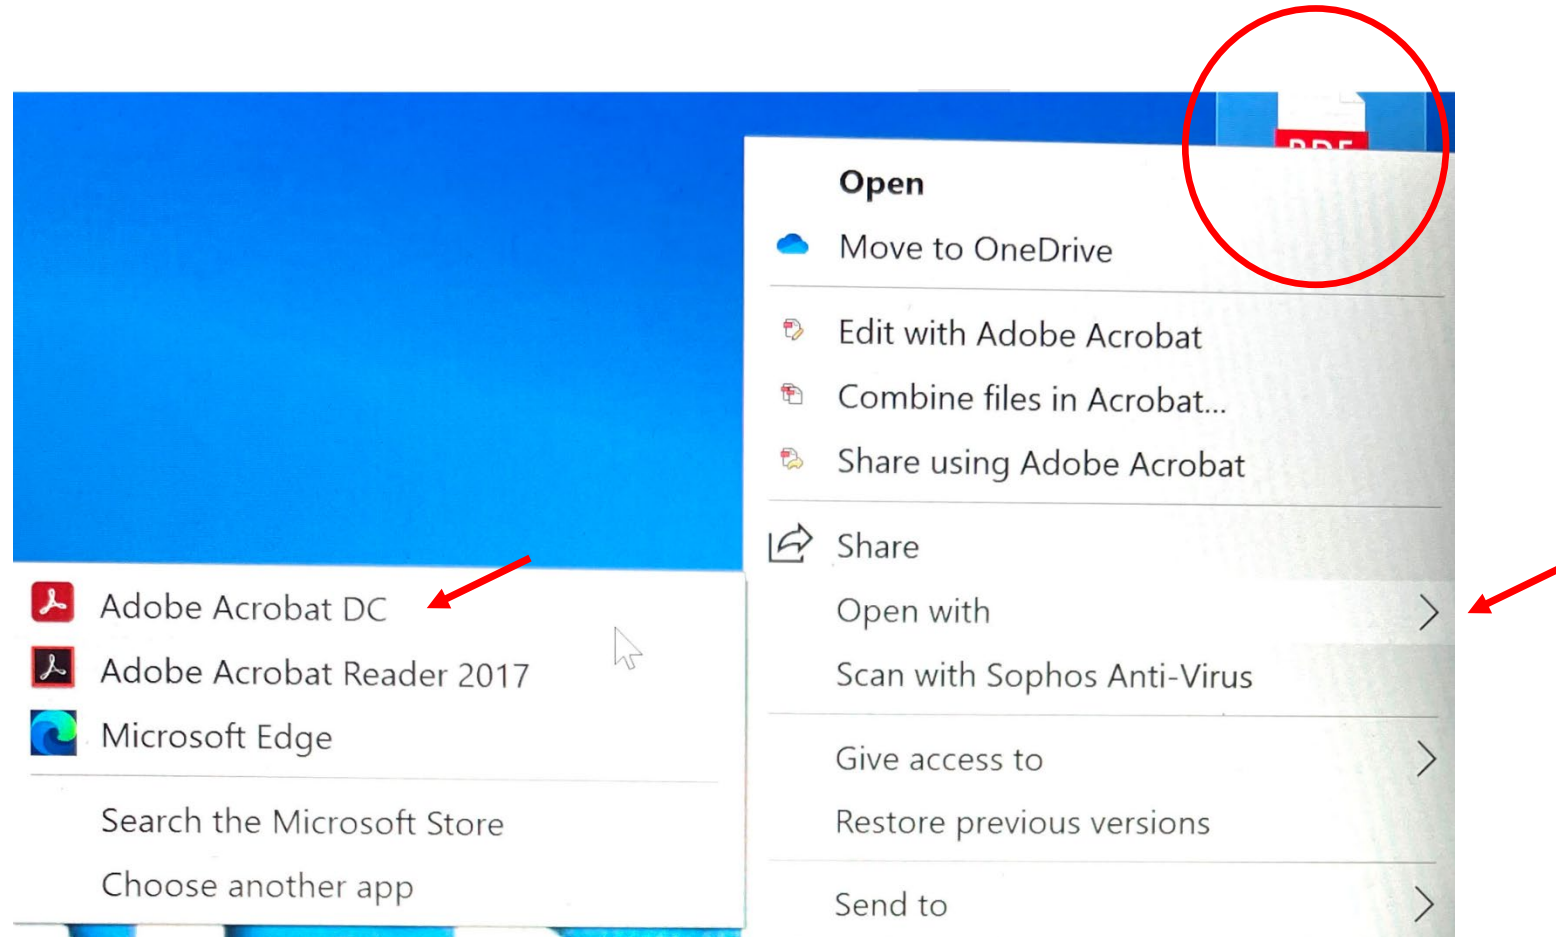 PDF
Open
Move to OneDrive
Edit with Adobe Acrobat
Combine files in Acrobat...
Share using Adobe Acrobat
Share
Open with
Scan with Sophos Anti-Virus
Give access to
Restore previous versions
Send to
Adobe Acrobat DC
Adobe Acrobat Reader 2017
Microsoft Edge
Search the Microsoft Store
Choose another app